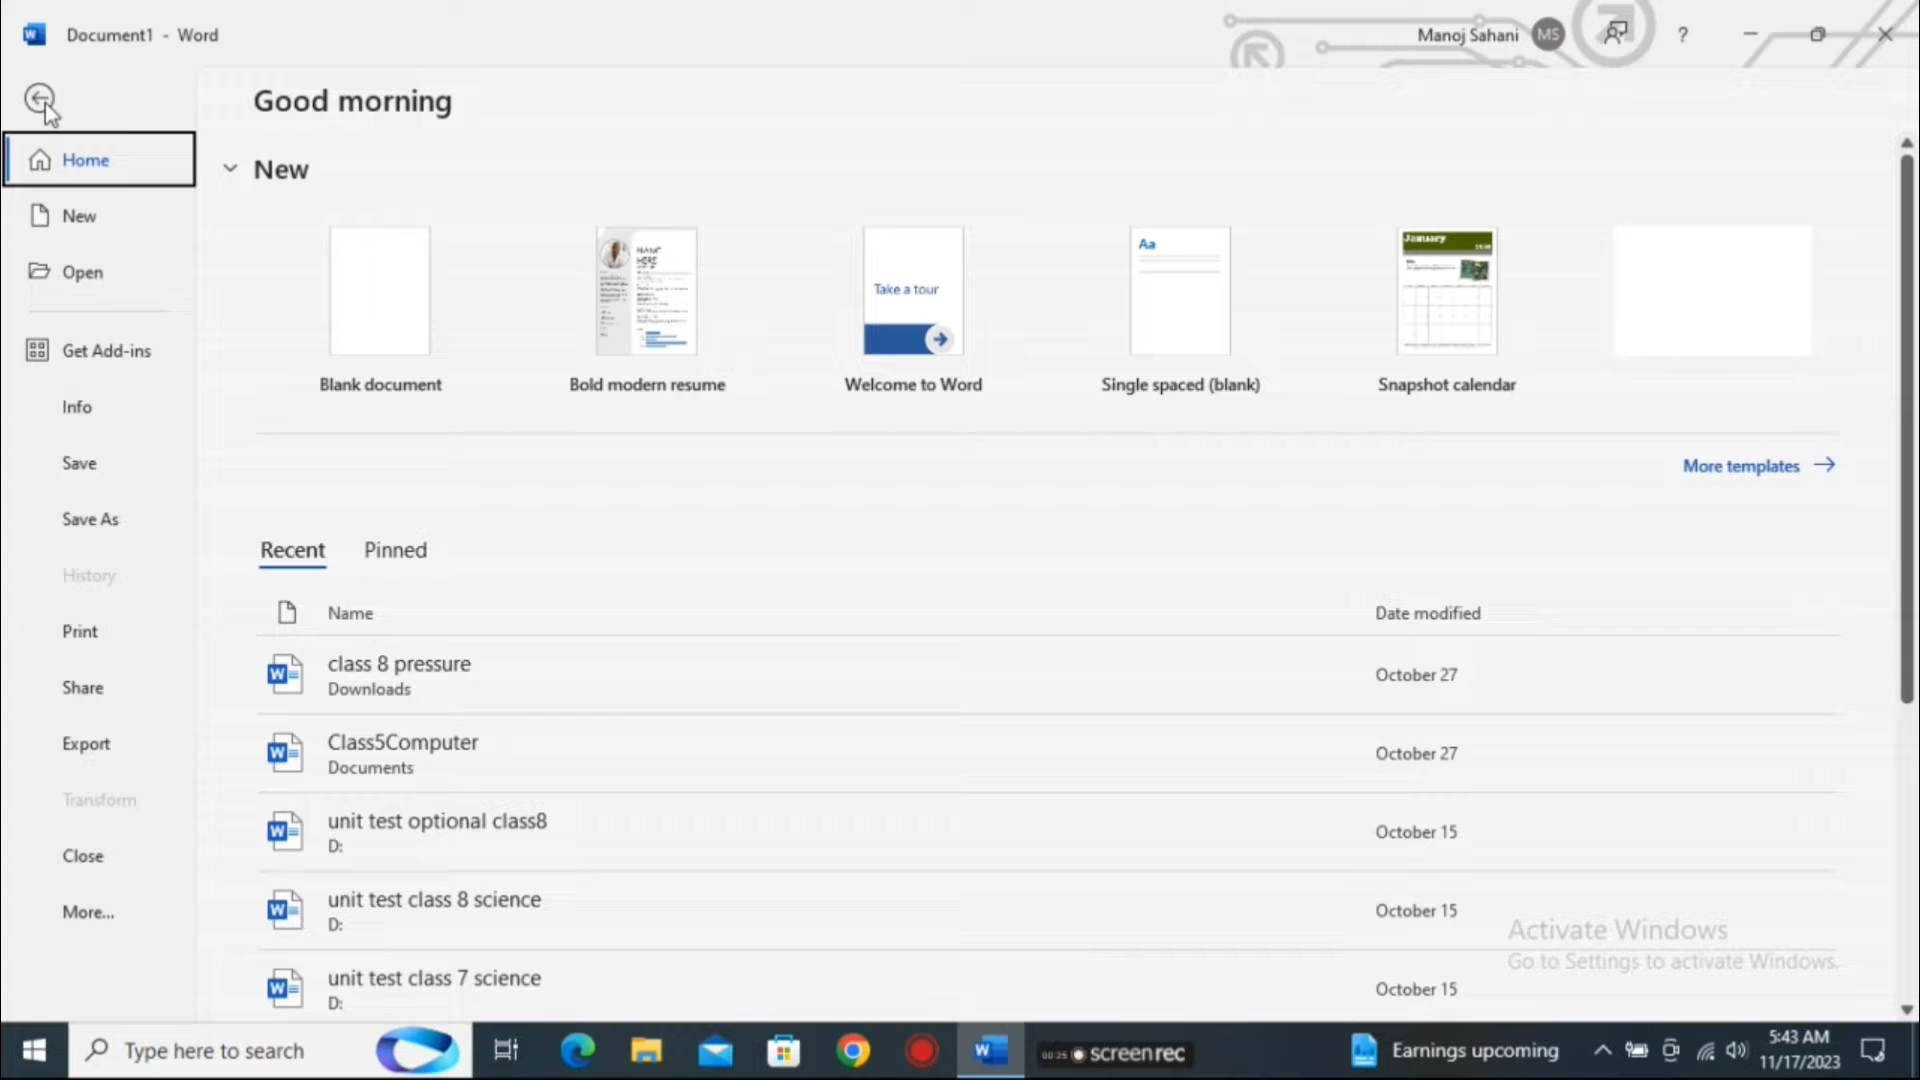 Document1 - Word
Manoj Sahani
MS
?
Good morning
Home
New
New
Open
Get Add-ins
Info
Save
Save As
History
Print
Share
Export
Transform
Close
More...
NAME
HERE
Take a tour
Aa
January
Blank document
Bold modern resume
Welcome to Word
Single spaced (blank)
Snapshot calendar
More templates
Recent
Pinned
Name
Date modified
class 8 pressure
Downloads
October 27
Class5Computer
Documents
October 27
unit test optional class8
D:
October 15
unit test class 8 science
D:
October 15
unit test class 7 science
D:
October 15
Activate Windows
Go to Settings to activate Windows.
Type here to search
W
00:25
screenrec
Earnings upcoming
5:43 AM
11/17/2023